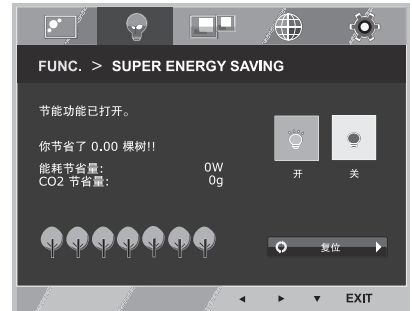 FUNC. > SUPER ENERGY SAVING
节能功能已打开。
你节省了 0.00 棵树!!
能耗节省量: 0W
CO2 节省量: 0g
开 关
复位
EXIT